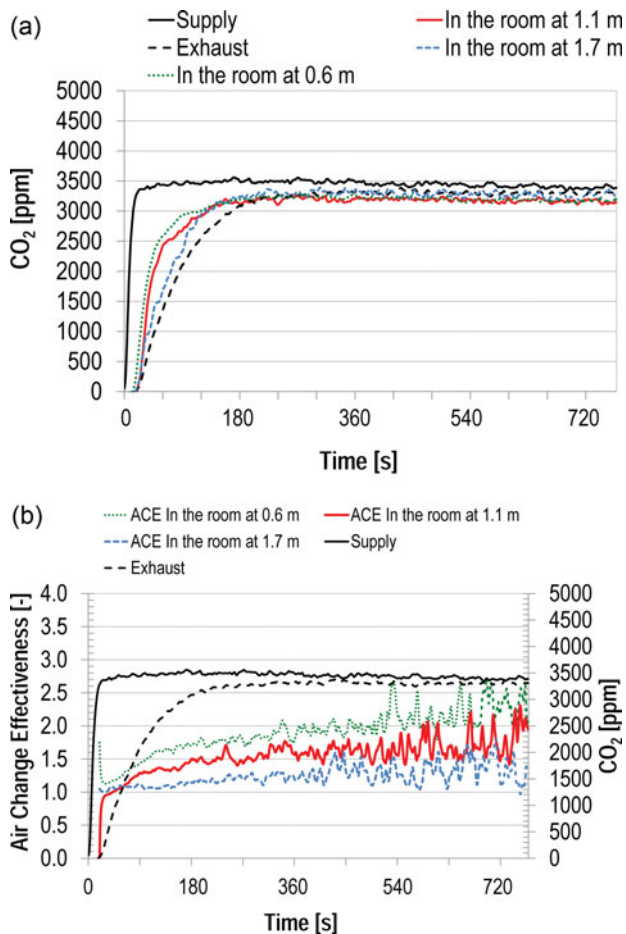 (a)
Supply
In the room at 1.1 m
Exhaust
In the room at 1.7 m
In the room at 0.6 m
5000
4500
4000
3500
3000
2500
2000
1500
1000
500
0
CO2 [ppm]
0 180 360 540 720
Time [s]
(b)
ACE In the room at 0.6 m ACE In the room at 1.1 m
ACE In the room at 1.7 m Supply
Exhaust
Air Change Effectiveness [-]
4.0
3.5
3.0
2.5
2.0
1.5
1.0
0.5
0.0
5000
4500
4000
3500
3000
2500
2000
1500
1000
500
0
CO2 [ppm]
0 180 360 540 720
Time [s]